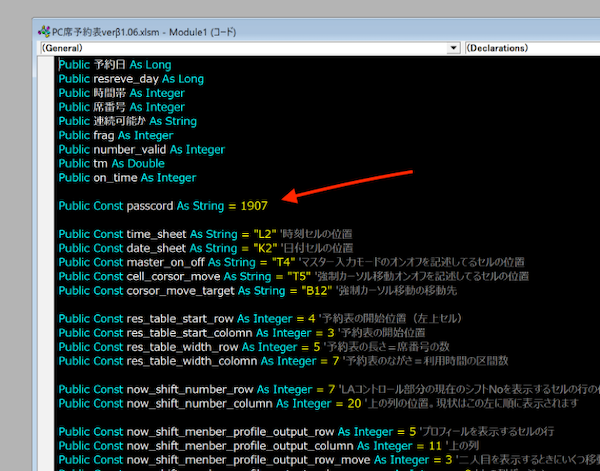 PC席予約表verβ1.06.xlsm - Module1 (コード)
(General) (Declarations)
Public 予約日 As Long
Public resreve_day As Long
Public 時間帯 As Integer
Public 席番号 As Integer
Public 連続可能か As String
Public frag As Integer
Public number_valid As Integer
Public tm As Double
Public on_time As Integer
Public Const passcord As String = 1907
Public Const time_sheet As String = "L2" '時刻セルの位置
Public Const date_sheet As String = "K2" '日付セルの位置
Public Const master_on_off As String = "T4" 'マスター入力モードのオンオフを記述してるセルの位置
Public Const cell_corsor_move As String = "T5" '強制カーソル移動オンオフを記述してるセルの位置
Public Const corsor_move_target As String = "B12" '強制カーソル移動の移動先
Public Const res_table_start_row As Integer = 4 '予約表の開始位置（左上セル）
Public Const res_table_start_colomn As Integer = 3 '予約表の開始位置
Public Const res_table_width_row As Integer = 5 '予約表の長さ＝席番号の数
Public Const res_table_width_colomn As Integer = 7 '予約表のながさ＝利用時間の区間数
Public Const now_shift_number_row As Integer = 7 'LAコントロール部分の現在のシフトNoを表示するセルの行の
Public Const now_shift_number_column As Integer = 20 '上の列の位置。現状はこの左に順に表示されます
Public Const now_shift_menber_profile_output_row As Integer = 5 'プロフィールを表示するセルの行
Public Const now_shift_menber_profile_output_column As Integer = 11 '上の列
Public Const now_shift_menber_profile_output_row_move As Integer = 3 '二人目を表示するときにいくつ移